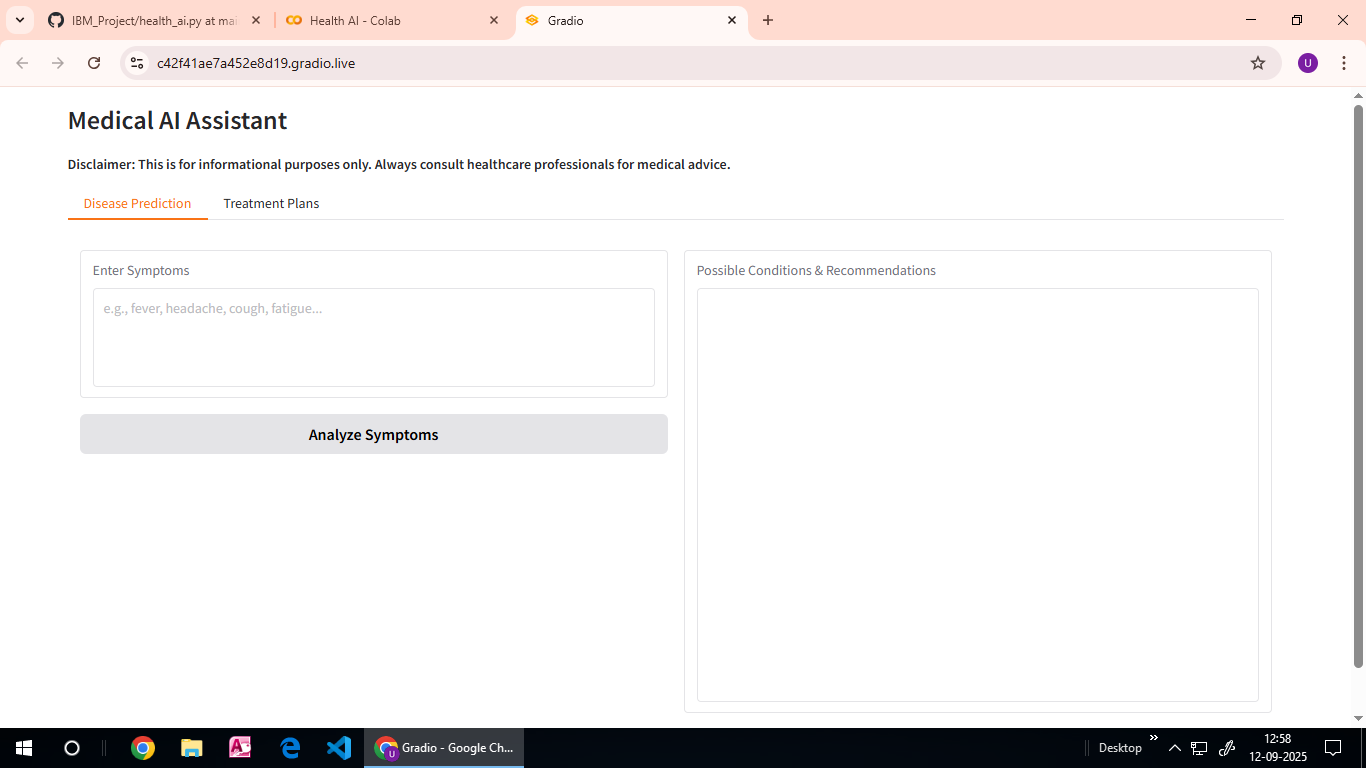 IBM_Project/health_ai.py at mai
Health AI - Colab
Gradio
c42f41ae7a452e8d19.gradio.live
U
Medical AI Assistant
Disclaimer: This is for informational purposes only. Always consult healthcare professionals for medical advice.
Disease Prediction
Treatment Plans
Enter Symptoms
e.g., fever, headache, cough, fatigue...
Analyze Symptoms
Possible Conditions & Recommendations
U
Gradio - Google Ch...
Desktop
12:58
12-09-2025